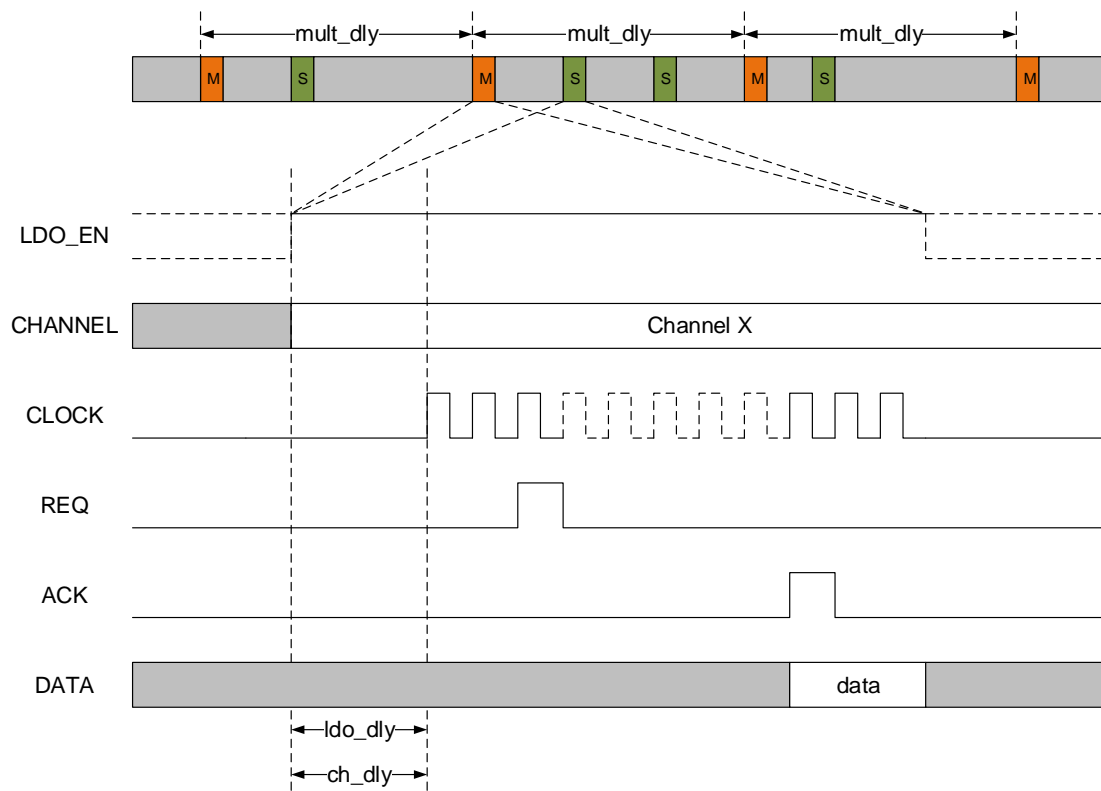 mult_dly mult_dly mult_dly
M S M S S M S M
LDO_EN
CHANNEL Channel X
CLOCK
REQ
ACK
DATA data
ldo_dly
ch_dly